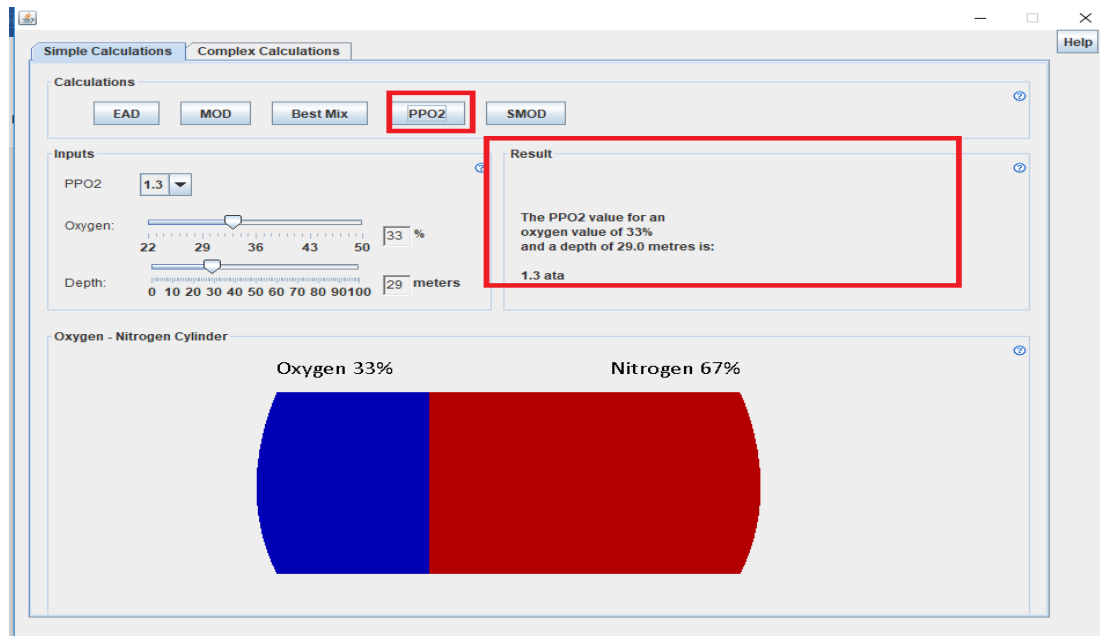 Help
Simple Calculations Complex Calculations
Calculations
EAD MOD Best Mix PPO2 SMOD
Inputs
PPO2 1.3
Oxygen: 33 %
22 29 36 43 50
Depth: 29 meters
0 10 20 30 40 50 60 70 80 90100
Result
The PPO2 value for an
oxygen value of 33%
and a depth of 29.0 metres is:
1.3 ata
Oxygen - Nitrogen Cylinder
Oxygen 33% Nitrogen 67%